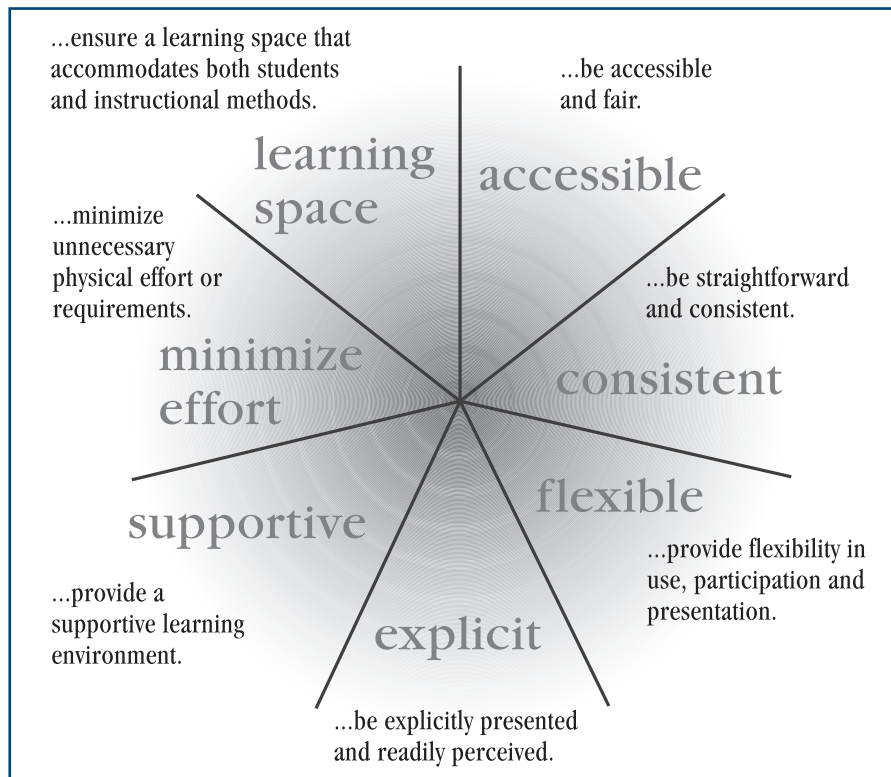 ...ensure a learning space that
accommodates both students
and instructional methods.
learning
space
...be accessible
and fair.
accessible
...be straightforward
and consistent.
consistent
flexible
...provide flexibility in
use, participation and
presentation.
explicit
...be explicitly presented
and readily perceived.
supportive
...provide a
supportive learning
environment.
...minimize
unnecessary
physical effort or
requirements.
minimize
effort